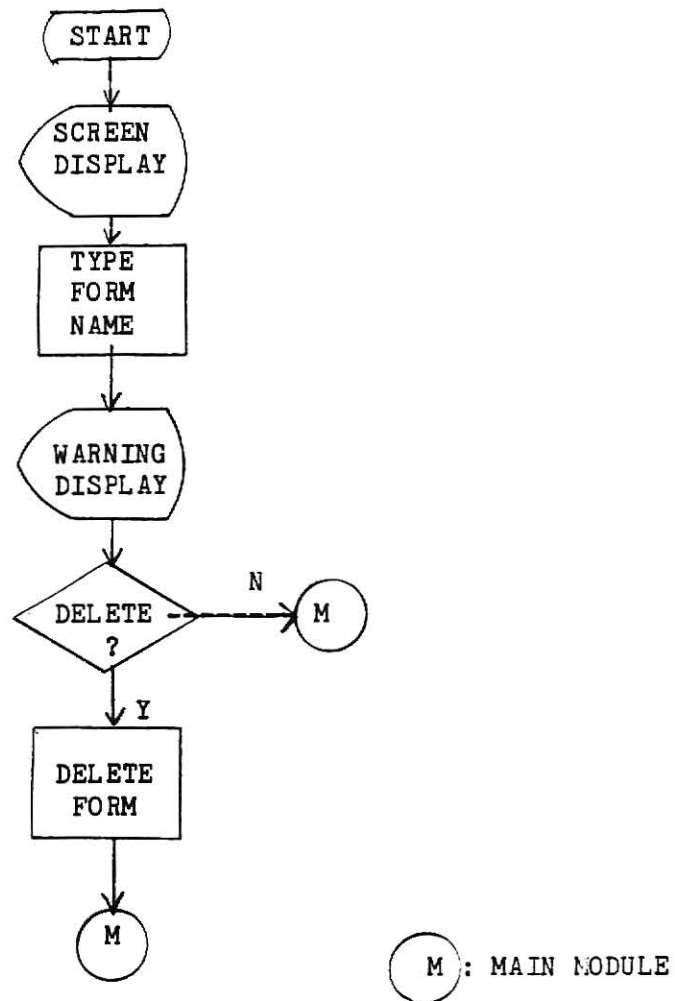 START
SCREEN
DISPLAY
TYPE
FORM
NAME
WARNING
DISPLAY
N
DELETE
?
M
Y
DELETE
FORM
M
M : MAIN MODULE